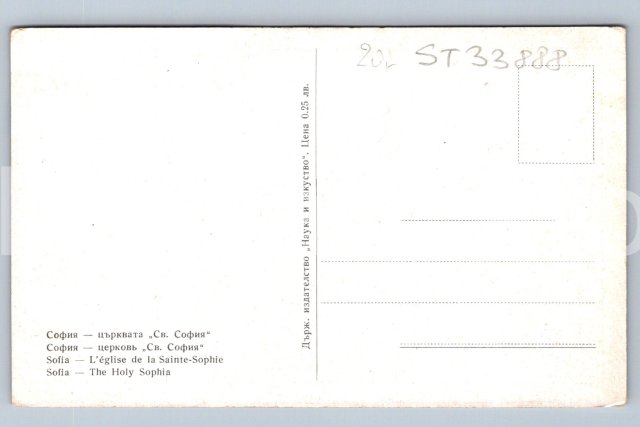 ST33888
Държ. издателство „Наука и изкуство“. Цена 0.25 лв.
София — църквата „Св. София“
София — церковь „Св. София“
Sofia — L'église de la Sainte-Sophie
Sofia — The Holy Sophia